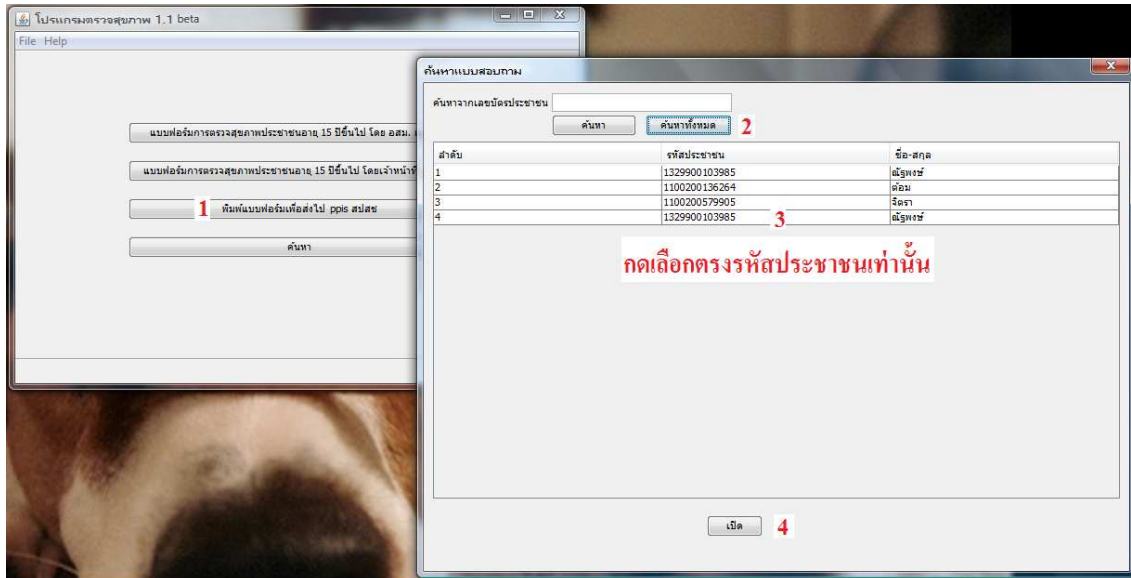 โปรแกรมตรวจสุขภาพ 1.1 beta
File Help
แบบฟอร์มการตรวจสุขภาพประชาชนอายุ 15 ปีขึ้นไป โดย อสม.
แบบฟอร์มการตรวจสุขภาพประชาชนอายุ 15 ปีขึ้นไป โดยเจ้าหน้าที่
1 พิมพ์แบบฟอร์มเพื่อส่งไป ppis สปสช
ค้นหา
ค้นหาแบบสอบถาม
ค้นหาจากเลขบัตรประชาชน
ค้นหา ค้นหาทั้งหมด 2
ลำดับ รหัสประชาชน ชื่อ-สกุล
1 1329900103985 ณัฐพงษ์
2 1100200136264 ต๋อม
3 1100200579905 จิตรา
4 1329900103985 ณัฐพงษ์
3
กดเลือกตรงรหัสประชาชนเท่านั้น
เปิด 4